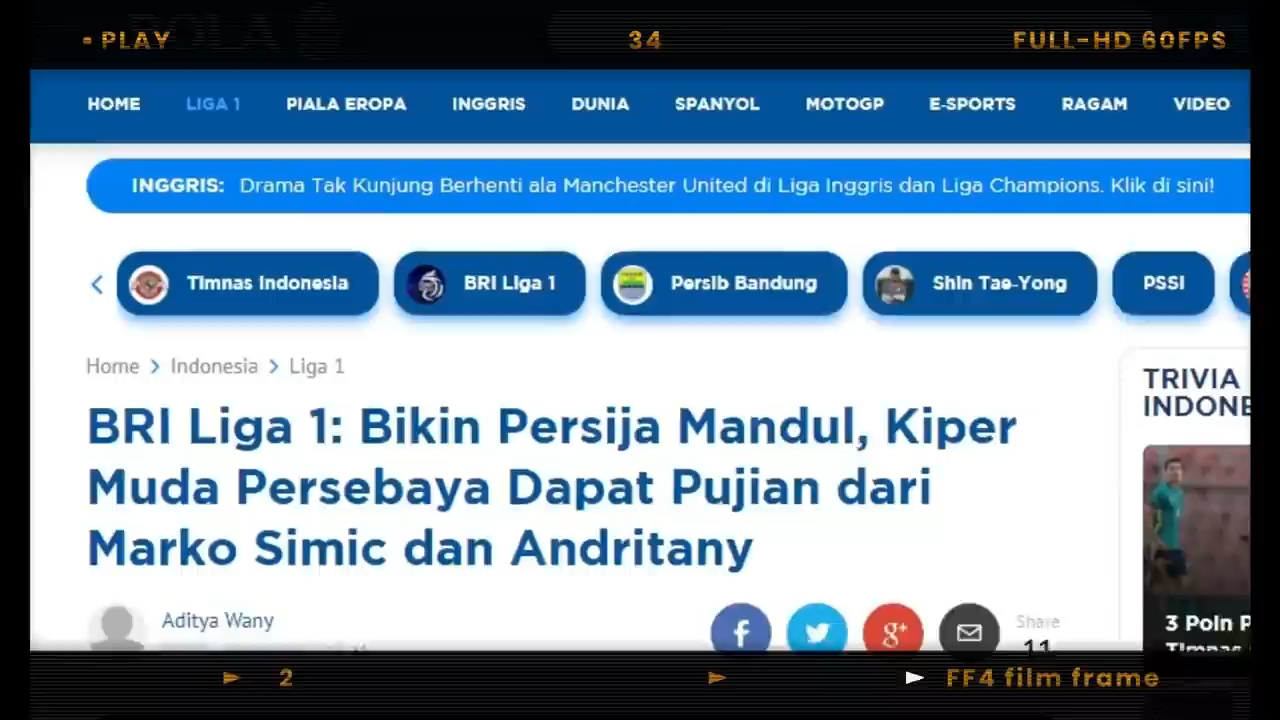 PLAY
34
FULL-HD 60FPS
HOME LIGA 1 PIALA EROPA INGGRIS DUNIA SPANYOL MOTOGP E-SPORTS RAGAM VIDEO
INGGRIS: Drama Tak Kunjung Berhenti ala Manchester United di Liga Inggris dan Liga Champions. Klik di sini!
Timnas Indonesia BRI Liga 1 Persib Bandung Shin Tae-Yong PSSI
Home > Indonesia > Liga 1
BRI Liga 1: Bikin Persija Mandul, Kiper
Muda Persebaya Dapat Pujian dari
Marko Simic dan Andritany
Aditya Wany
Share
11
TRIVIA
INDONE
3 Poin P
Timnas
2
FF4 film frame